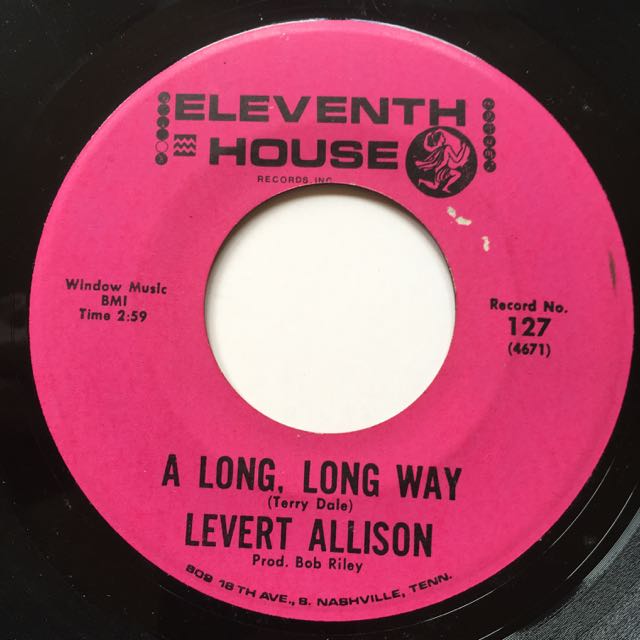 ELEVENTH
HOUSE
RECORDS, INC.
Window Music
BMI
Time 2:59
Record No.
127
(4671)
A LONG, LONG WAY
(Terry Dale)
LEVERT ALLISON
Prod. Bob Riley
809 18TH AVE., S. NASHVILLE, TENN.